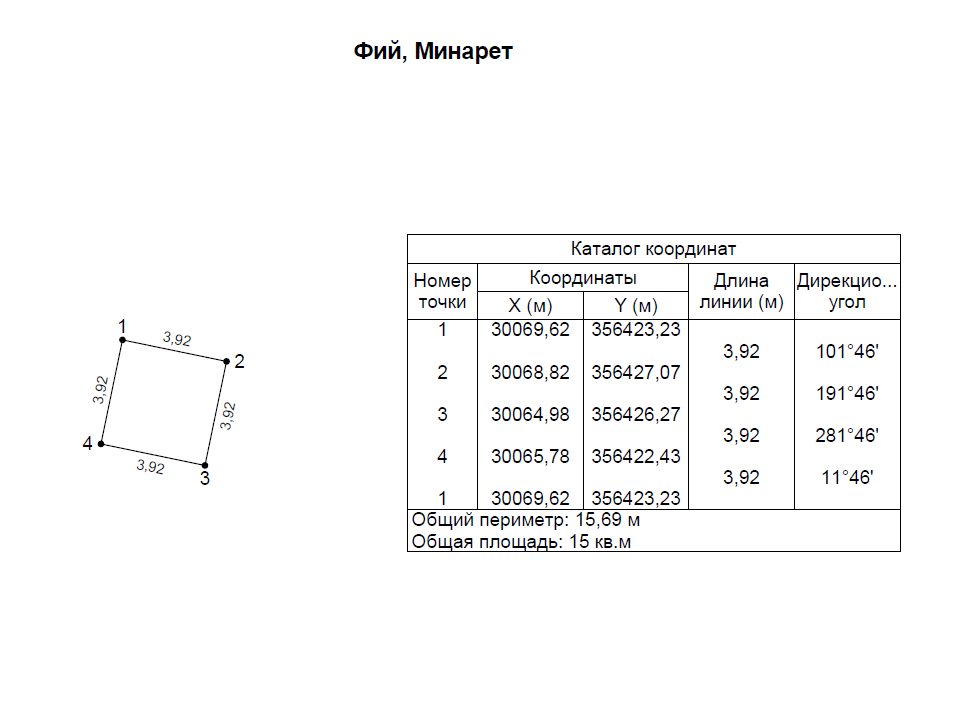 Фий, Минарет
Каталог координат
Номер точки
Координаты
Длина линии (м)
Дирекцио... угол
X (м)
Y (м)
1 30069,62 356423,23
3,92 101°46'
2 30068,82 356427,07
3,92 191°46'
3 30064,98 356426,27
3,92 281°46'
4 30065,78 356422,43
3,92 11°46'
1 30069,62 356423,23
Общий периметр: 15,69 м
Общая площадь: 15 кв.м
1
3,92
2
3,92
3,92
4
3,92
3